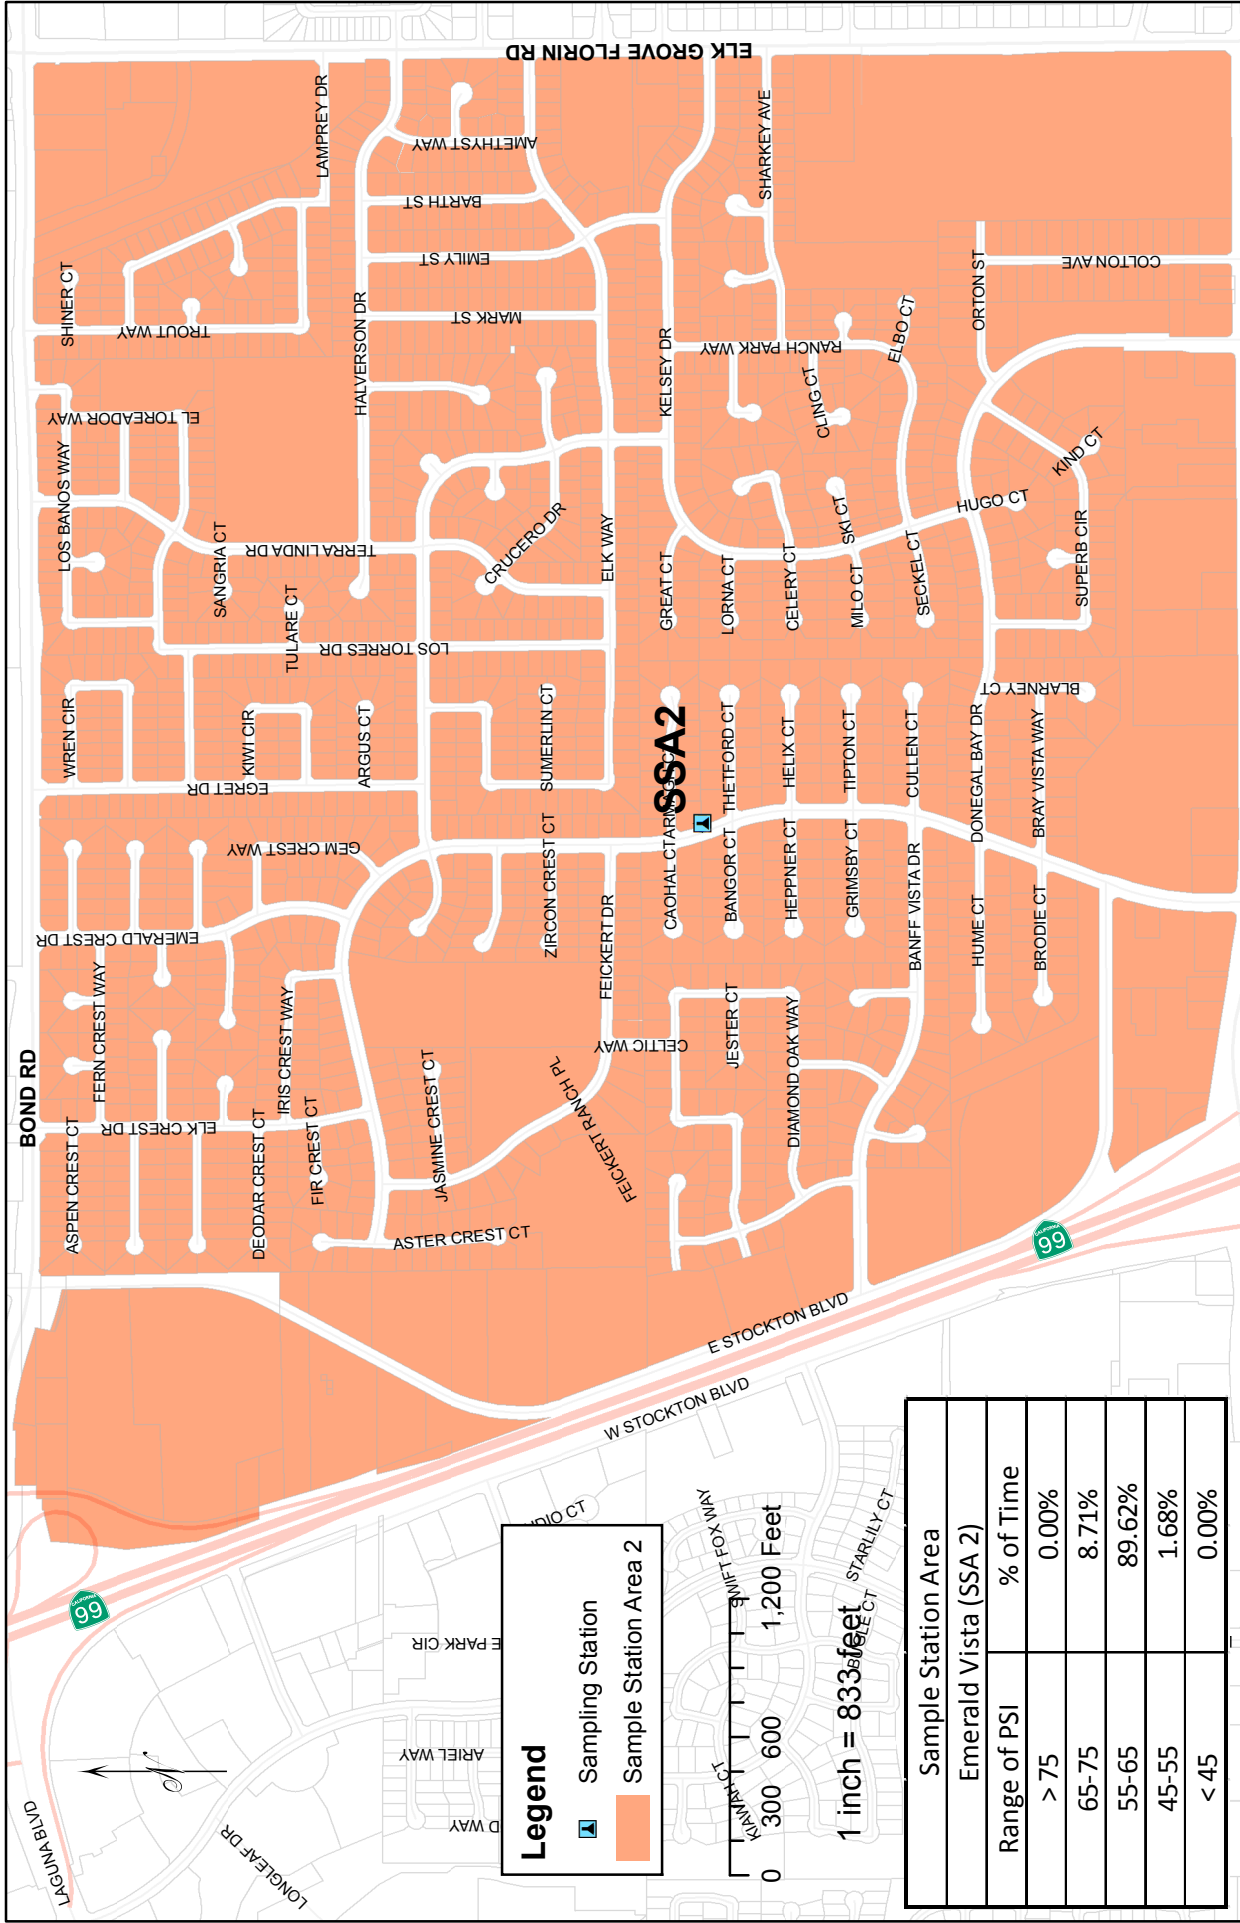 BOND RD
ELK GROVE FLORIN RD
LAGUNA BLVD
LONGLEAF DR
ARIEL WAY
E PARK CIR
D WAY
W STOCKTON BLVD
E STOCKTON BLVD
CALIFORNIA
99
CALIFORNIA
99
SWIFT FOX WAY
KIAWAH CT
BUGLE CT
STARLILY CT
ASPEN CREST CT
FERN CREST WAY
ELK CREST DR
EMERALD CREST DR
DEODAR CREST CT
IRIS CREST WAY
FIR CREST CT
GEM CREST WAY
JASMINE CREST CT
ASTER CREST CT
ZIRCON CREST CT
FEICKERT DR
FEICKERT RANCH PL
CELTIC WAY
JESTER CT
DIAMOND OAK WAY
WREN CIR
KIWI CIR
EGRET DR
ARGUS CT
SUMERLIN CT
LOS BANOS WAY
EL TOREADOR WAY
SANGRIA CT
TULARE CT
TERRA LINDA DR
LOS TORRES DR
CRUCERO DR
ELK WAY
SHINER CT
TROUT WAY
LAMPREY DR
HALVERSON DR
AMETHYST WAY
BARTH ST
EMILY ST
MARK ST
KELSEY DR
SHARKEY AVE
RANCH PARK WAY
CLING CT
ELBO CT
ORTON ST
COLTON AVE
KIND CT
HUGO CT
SUPERB CIR
GREAT CT
LORNA CT
CELERY CT
SKI CT
MILO CT
SECKEL CT
SSA2
CAOHAL CT
BANGOR CT
THETFORD CT
HEPPNER CT
HELIX CT
GRIMSBY CT
TIPTON CT
BANFF VISTA DR
CULLEN CT
HUME CT
DONEGAL BAY DR
BLARNEY CT
BRODIE CT
BRAY VISTA WAY
Legend
Sampling Station
Sample Station Area 2
0 300 600 1,200 Feet
1 inch = 833 feet
Sample Station Area
Emerald Vista (SSA 2)
Range of PSI % of Time
> 75 0.00%
65-75 8.71%
55-65 89.62%
45-55 1.68%
< 45 0.00%